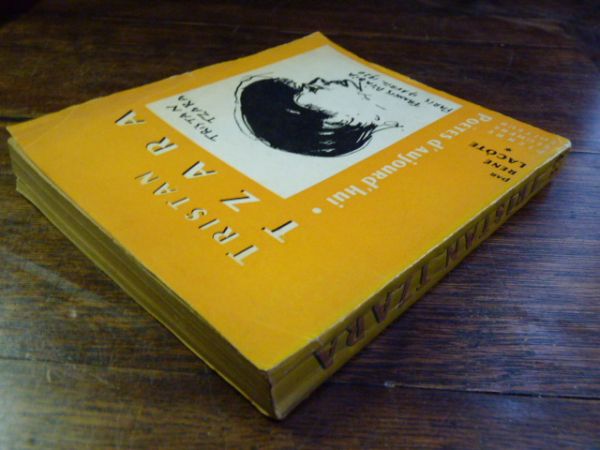 TRISTAN
TZARA
TRISTAN
TZARA
Poètes d'aujourd'hui •
par
RENÉ
LACÔTE
TRISTAN TZARA